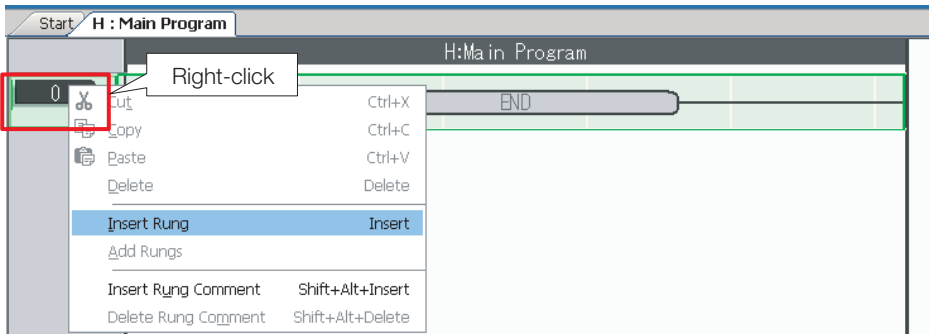 Start H : Main Program
H:Main Program
Right-click
0
END
Cut Ctrl+X
Copy Ctrl+C
Paste Ctrl+V
Delete Delete
Insert Rung Insert
Add Rungs
Insert Rung Comment Shift+Alt+Insert
Delete Rung Comment Shift+Alt+Delete